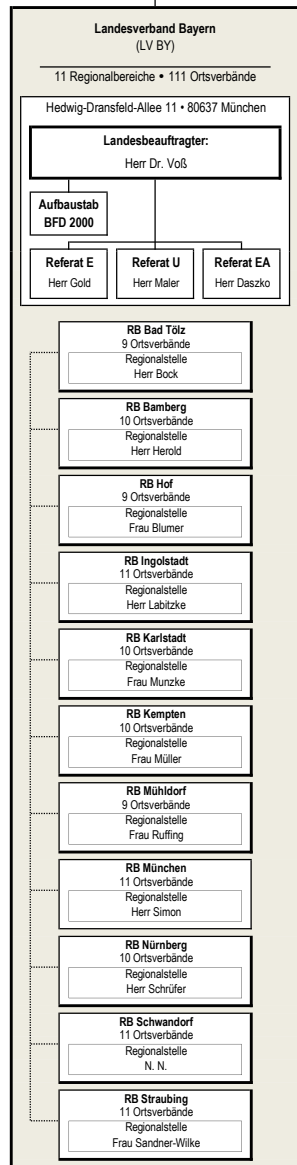 Landesverband Bayern
(LV BY)
11 Regionalbereiche • 111 Ortsverbände
Hedwig-Dransfeld-Allee 11 • 80637 München
Landesbeauftragter:
Herr Dr. Voß
Aufbaustab
BFD 2000
Referat E
Herr Gold
Referat U
Herr Maler
Referat EA
Herr Daszko
RB Bad Tölz
9 Ortsverbände
Regionalstelle
Herr Bock
RB Bamberg
10 Ortsverbände
Regionalstelle
Herr Herold
RB Hof
9 Ortsverbände
Regionalstelle
Frau Blumer
RB Ingolstadt
11 Ortsverbände
Regionalstelle
Herr Labitzke
RB Karlstadt
10 Ortsverbände
Regionalstelle
Frau Munzke
RB Kempten
10 Ortsverbände
Regionalstelle
Frau Müller
RB Mühldorf
9 Ortsverbände
Regionalstelle
Frau Ruffing
RB München
11 Ortsverbände
Regionalstelle
Herr Simon
RB Nürnberg
10 Ortsverbände
Regionalstelle
Herr Schrüfer
RB Schwandorf
11 Ortsverbände
Regionalstelle
N. N.
RB Straubing
11 Ortsverbände
Regionalstelle
Frau Sandner-Wilke